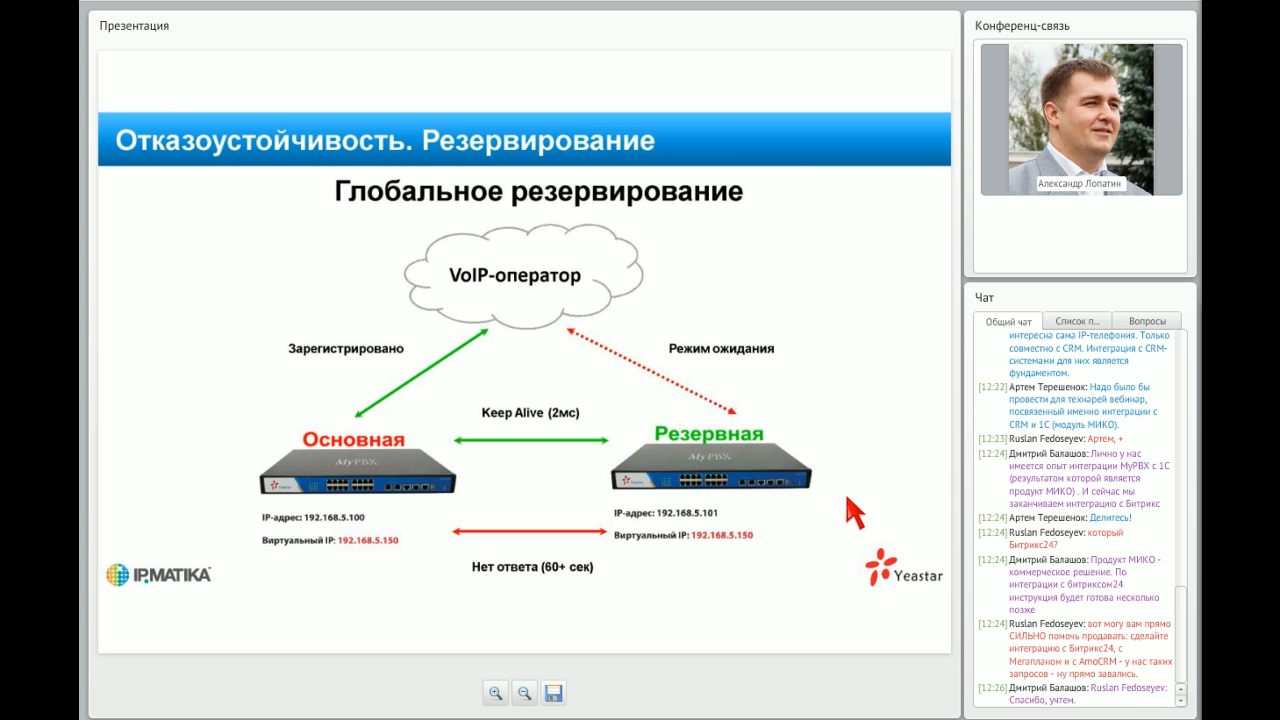 Презентация
Отказоустойчивость. Резервирование
Глобальное резервирование
VoIP-оператор
Зарегистрировано
Режим ожидания
Keep Alive (2мс)
Основная
Резервная
MyPBX
MyPBX
Yeastar
Yeastar
IP-адрес: 192.168.5.100
Виртуальный IP: 192.168.5.150
IP-адрес: 192.168.5.101
Виртуальный IP: 192.168.5.150
Нет ответа (60+ сек)
IPMATIKA
Yeastar
Конференц-связь
Александр Лопатин
Чат
Общий чат
Список п...
Вопросы
интересна сама IP-телефония. Только
совместно с CRM. Интеграция с CRM-
системами для них является
фундаментом.
[12:22] Артем Терешенок: Надо было бы
провести для технарей вебинар,
посвязенный именно интеграции с
CRM и 1С (модуль МИКО).
[12:23] Ruslan Fedoseyev: Артем, +
[12:24] Дмитрий Балашов: Лично у нас
имеется опыт интеграции MyPBX с 1С
(результатом которой является
продукт МИКО) . И сейчас мы
заканчиваем интеграцию с Битрикс
[12:24] Артем Терешенок: Делитесь!
[12:24] Ruslan Fedoseyev: который
Битрикс24?
[12:24] Дмитрий Балашов: Продукт МИКО -
коммерческое решение. По
интеграции с битриксом24
инструкция будет готова несколько
позже
[12:24] Ruslan Fedoseyev: вот могу вам прямо
СИЛЬНО помочь продавать: сделайте
интеграцию с Битрикс24, с
Мегапланом и с AmoCRM - у нас таких
запросов - ну прямо завались.
[12:26] Дмитрий Балашов: Ruslan Fedoseyev:
Спасибо, учтем.